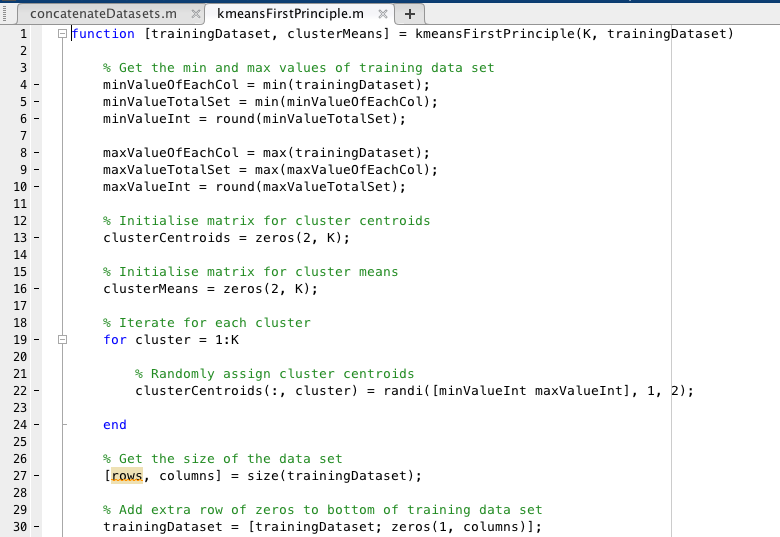 concatenateDatasets.m × kmeansFirstPrinciple.m × +
1 function [trainingDataset, clusterMeans] = kmeansFirstPrinciple(K, trainingDataset)
2
3 % Get the min and max values of training data set
4 - minValueOfEachCol = min(trainingDataset);
5 - minValueTotalSet = min(minValueOfEachCol);
6 - minValueInt = round(minValueTotalSet);
7
8 - maxValueOfEachCol = max(trainingDataset);
9 - maxValueTotalSet = max(maxValueOfEachCol);
10 - maxValueInt = round(maxValueTotalSet);
11
12 % Initialise matrix for cluster centroids
13 - clusterCentroids = zeros(2, K);
14
15 % Initialise matrix for cluster means
16 - clusterMeans = zeros(2, K);
17
18 % Iterate for each cluster
19 - for cluster = 1:K
20
21 % Randomly assign cluster centroids
22 - clusterCentroids(:, cluster) = randi([minValueInt maxValueInt], 1, 2);
23
24 - end
25
26 % Get the size of the data set
27 - [rows, columns] = size(trainingDataset);
28
29 % Add extra row of zeros to bottom of training data set
30 - trainingDataset = [trainingDataset; zeros(1, columns)];